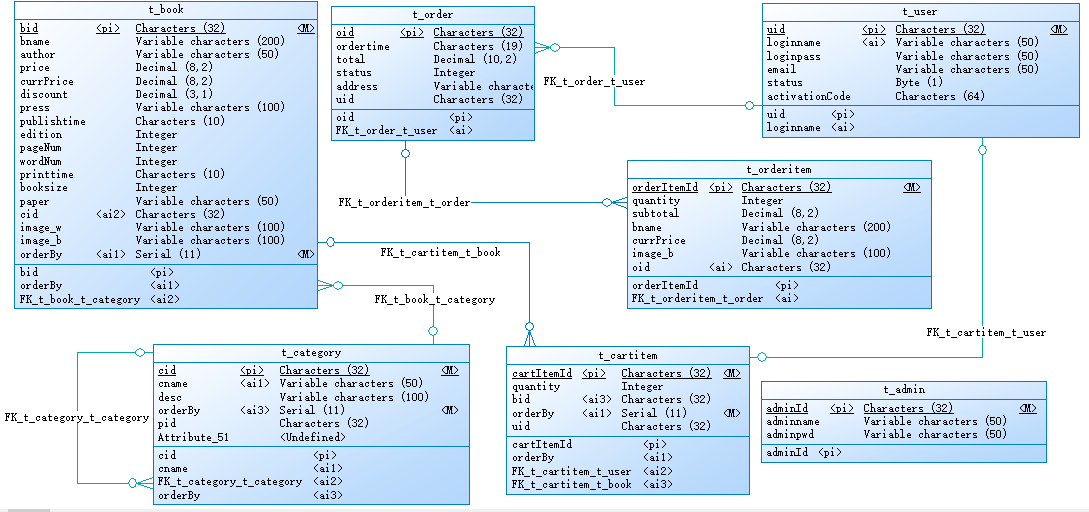 t_book
bid <pi> Characters (32) <M>
bname Variable characters (200)
author Variable characters (50)
price Decimal (8,2)
currPrice Decimal (8,2)
discount Decimal (3,1)
press Variable characters (100)
publishtime Characters (10)
edition Integer
pageNum Integer
wordNum Integer
printtime Characters (10)
booksize Integer
paper Variable characters (50)
cid <ai2> Characters (32)
image_w Variable characters (100)
image_b Variable characters (100)
orderBy <ai1> Serial (11) <M>
bid <pi>
orderBy <ai1>
FK_t_book_t_category <ai2>
t_order
oid <pi> Characters (32)
ordertime Characters (19)
total Decimal (10,2)
status Integer
address Variable characte
uid Characters (32)
oid <pi>
FK_t_order_t_user <ai>
FK_t_order_t_user
t_user
uid <pi> Characters (32) <M>
loginname <ai> Variable characters (50)
loginpass Variable characters (50)
email Variable characters (50)
status Byte (1)
activationCode Characters (64)
uid <pi>
loginname <ai>
t_orderitem
orderItemId <pi> Characters (32) <M>
quantity Integer
subtotal Decimal (8,2)
bname Variable characters (200)
currPrice Decimal (8,2)
image_b Variable characters (100)
oid <ai> Characters (32)
orderItemId <pi>
FK_t_orderitem_t_order <ai>
FK_t_orderitem_t_order
FK_t_cartitem_t_book
FK_t_book_t_category
FK_t_cartitem_t_user
t_category
cid <pi> Characters (32) <M>
cname <ai1> Variable characters (50)
desc Variable characters (100)
orderBy <ai3> Serial (11) <M>
pid Characters (32)
Attribute_51 <Undefined>
cid <pi>
cname <ai1>
FK_t_category_t_category <ai2>
orderBy <ai3>
FK_t_category_t_category
t_cartitem
cartItemId <pi> Characters (32) <M>
quantity Integer
bid <ai3> Characters (32)
orderBy <ai1> Serial (11) <M>
uid Characters (32)
cartItemId <pi>
orderBy <ai1>
FK_t_cartitem_t_user <ai2>
FK_t_cartitem_t_book <ai3>
t_admin
adminId <pi> Characters (32) <M>
adminname Variable characters (50)
adminpwd Variable characters (50)
adminId <pi>